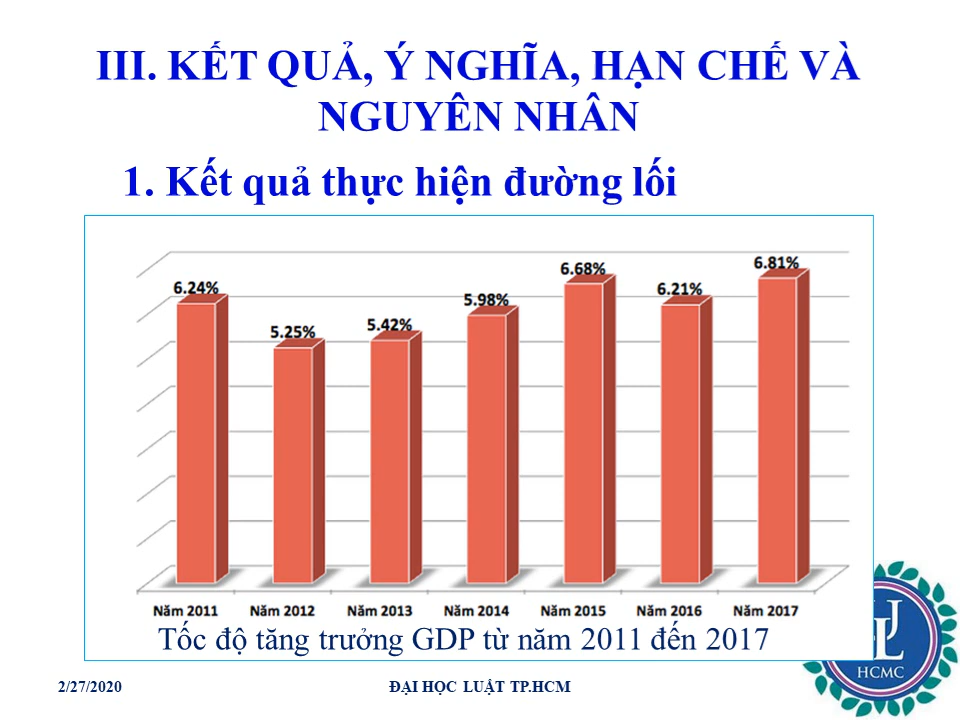 III. KẾT QUẢ, Ý NGHĨA, HẠN CHẾ VÀ
NGUYÊN NHÂN
1. Kết quả thực hiện đường lối
6.24%
5.25%
5.42%
5.98%
6.68%
6.21%
6.81%
Năm 2011
Năm 2012
Năm 2013
Năm 2014
Năm 2015
Năm 2016
Năm 2017
Tốc độ tăng trưởng GDP từ năm 2011 đến 2017
2/27/2020
ĐẠI HỌC LUẬT TP.HCM
HCMC